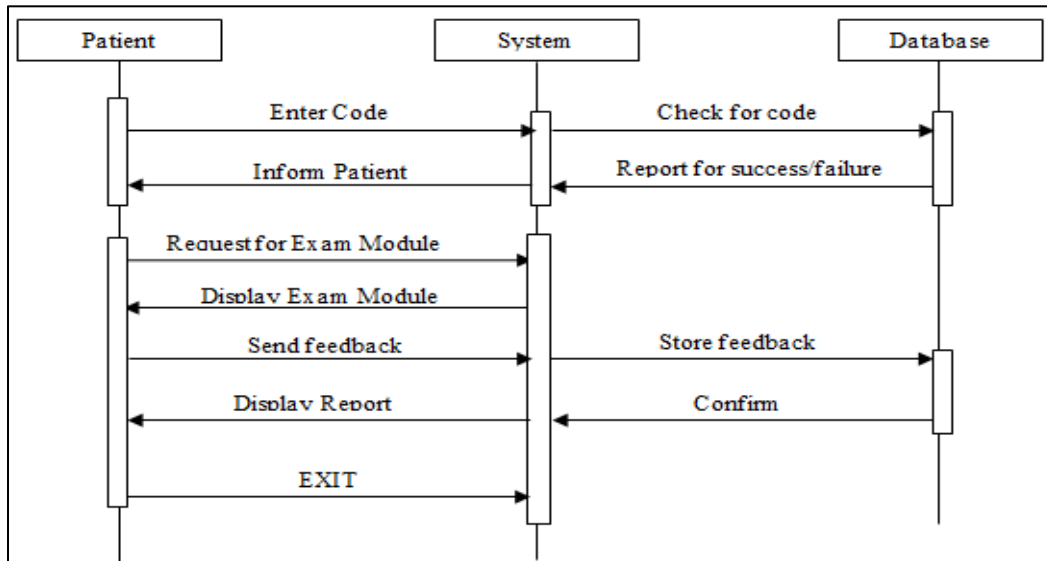 Patient
System
Database
Enter Code
Check for code
Inform Patient
Report for success/failure
Request for Exam Module
Display Exam Module
Send feedback
Store feedback
Display Report
Confirm
EXIT